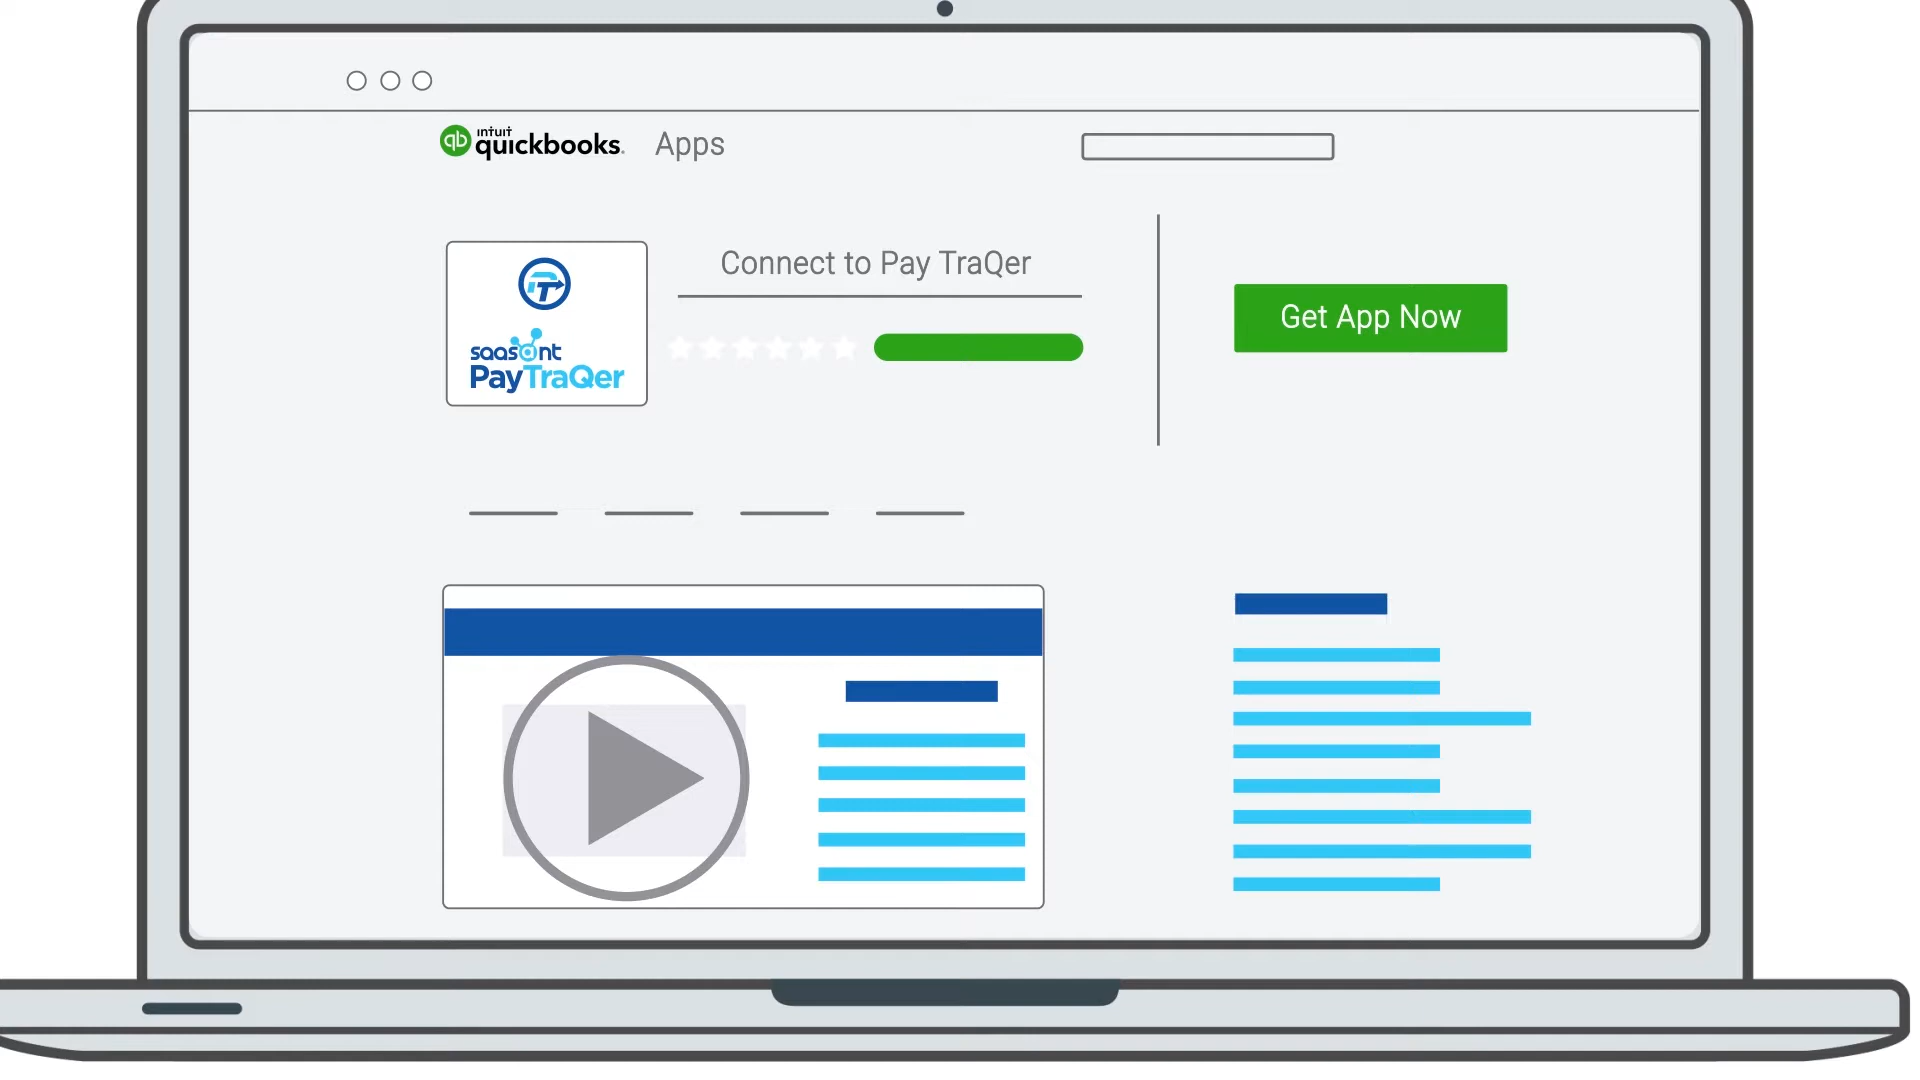 intuit
quickbooks.
Apps
Connect to Pay TraQer
Get App Now
saasant
PayTraQer